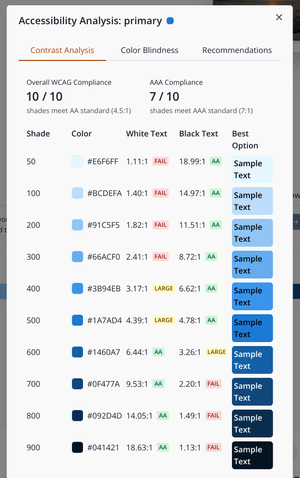 Accessibility Analysis: primary
Contrast Analysis Color Blindness Recommendations
Overall WCAG Compliance AAA Compliance
10 / 10 7 / 10
shades meet AA standard (4.5:1) shades meet AAA standard (7:1)
Shade Color White Text Black Text Best Option
50 #E6F6FF 1.11:1 FAIL 18.99:1 AA Sample Text
100 #BCDEFA 1.40:1 FAIL 14.97:1 AA Sample Text
200 #91C5F5 1.82:1 FAIL 11.51:1 AA Sample Text
300 #66ACF0 2.41:1 FAIL 8.72:1 AA Sample Text
400 #3B94EB 3.17:1 LARGE 6.62:1 AA Sample Text
500 #1A7AD4 4.39:1 LARGE 4.78:1 AA Sample Text
600 #1460A7 6.44:1 AA 3.26:1 LARGE Sample Text
700 #0F477A 9.53:1 AA 2.20:1 FAIL Sample Text
800 #092D4D 14.05:1 AA 1.49:1 FAIL Sample Text
900 #041421 18.63:1 AA 1.13:1 FAIL Sample Text